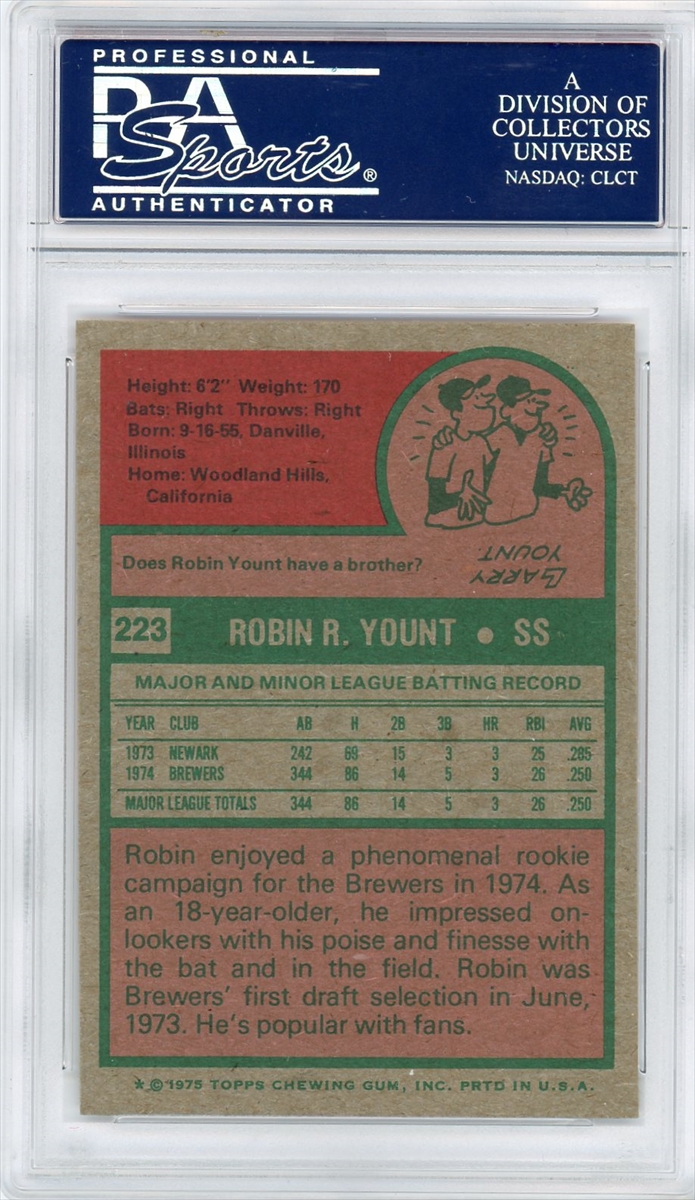 PROFESSIONAL
PSA
Sports®
AUTHENTICATOR
A
DIVISION OF
COLLECTORS
UNIVERSE
NASDAQ: CLCT
Height: 6'2" Weight: 170
Bats: Right Throws: Right
Born: 9-16-55, Danville,
Illinois
Home: Woodland Hills,
California
Does Robin Yount have a brother?
LARRY
YOUNT
223 ROBIN R. YOUNT • SS
MAJOR AND MINOR LEAGUE BATTING RECORD
YEAR CLUB AB H 2B 3B HR RBI AVG
1973 NEWARK 242 69 15 3 3 25 .285
1974 BREWERS 344 86 14 5 3 26 .250
MAJOR LEAGUE TOTALS 344 86 14 5 3 26 .250
Robin enjoyed a phenomenal rookie
campaign for the Brewers in 1974. As
an 18-year-older, he impressed on-
lookers with his poise and finesse with
the bat and in the field. Robin was
Brewers' first draft selection in June,
1973. He's popular with fans.
* © 1975 TOPPS CHEWING GUM, INC. PRTD IN U.S.A.